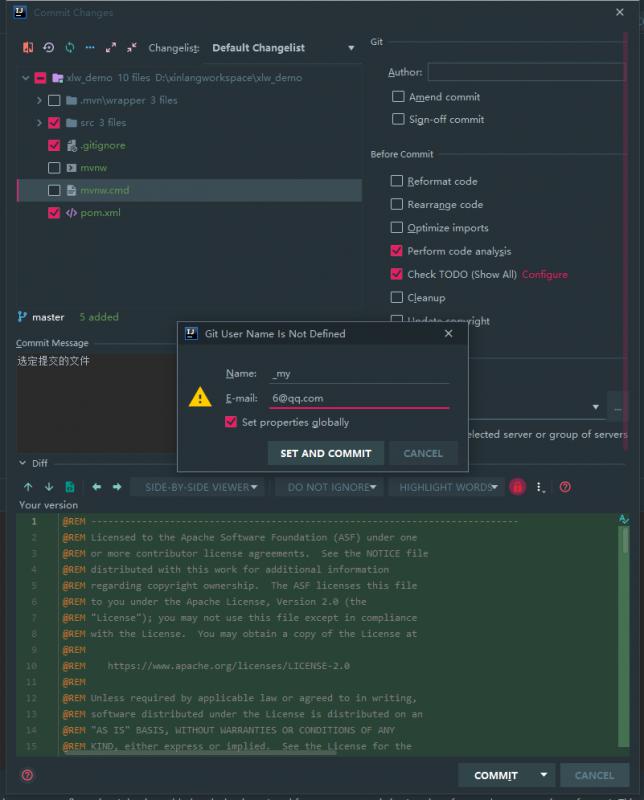 Commit Changes
Changelist: Default Changelist
Git
xlw_demo 10 files D:\xinlangworkspace\xlw_demo
Author:
.mvn\wrapper 3 files
Amend commit
src 3 files
Sign-off commit
.gitignore
Before Commit
mvnw
Reformat code
mvnw.cmd
Rearrange code
pom.xml
Optimize imports
Perform code analysis
Check TODO (Show All) Configure
Cleanup
master 5 added
Update copyright
Git User Name Is Not Defined
Commit Message
选定提交的文件
Name: _my
E-mail: 6@qq.com
Set properties globally
elected server or group of servers
SET AND COMMIT CANCEL
Diff
SIDE-BY-SIDE VIEWER DO NOT IGNORE HIGHLIGHT WORDS
Your version
1 @REM ----------------------------------------------------------------------------
2 @REM Licensed to the Apache Software Foundation (ASF) under one
3 @REM or more contributor license agreements. See the NOTICE file
4 @REM distributed with this work for additional information
5 @REM regarding copyright ownership. The ASF licenses this file
6 @REM to you under the Apache License, Version 2.0 (the
7 @REM "License"); you may not use this file except in compliance
8 @REM with the License. You may obtain a copy of the License at
9 @REM
10 @REM https://www.apache.org/licenses/LICENSE-2.0
11 @REM
12 @REM Unless required by applicable law or agreed to in writing,
13 @REM software distributed under the License is distributed on an
14 @REM "AS IS" BASIS, WITHOUT WARRANTIES OR CONDITIONS OF ANY
15 @REM KIND, either express or implied. See the License for the
COMMIT CANCEL